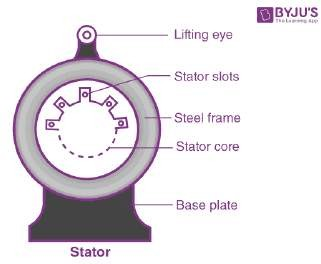 BYJU'S
The Learning App
Lifting eye
Stator slots
Steel frame
Stator core
Base plate
Stator